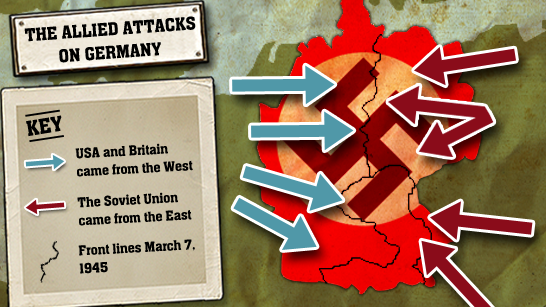 THE ALLIED ATTACKS
ON GERMANY
KEY
USA and Britain
came from the West
The Soviet Union
came from the East
Front lines March 7,
1945